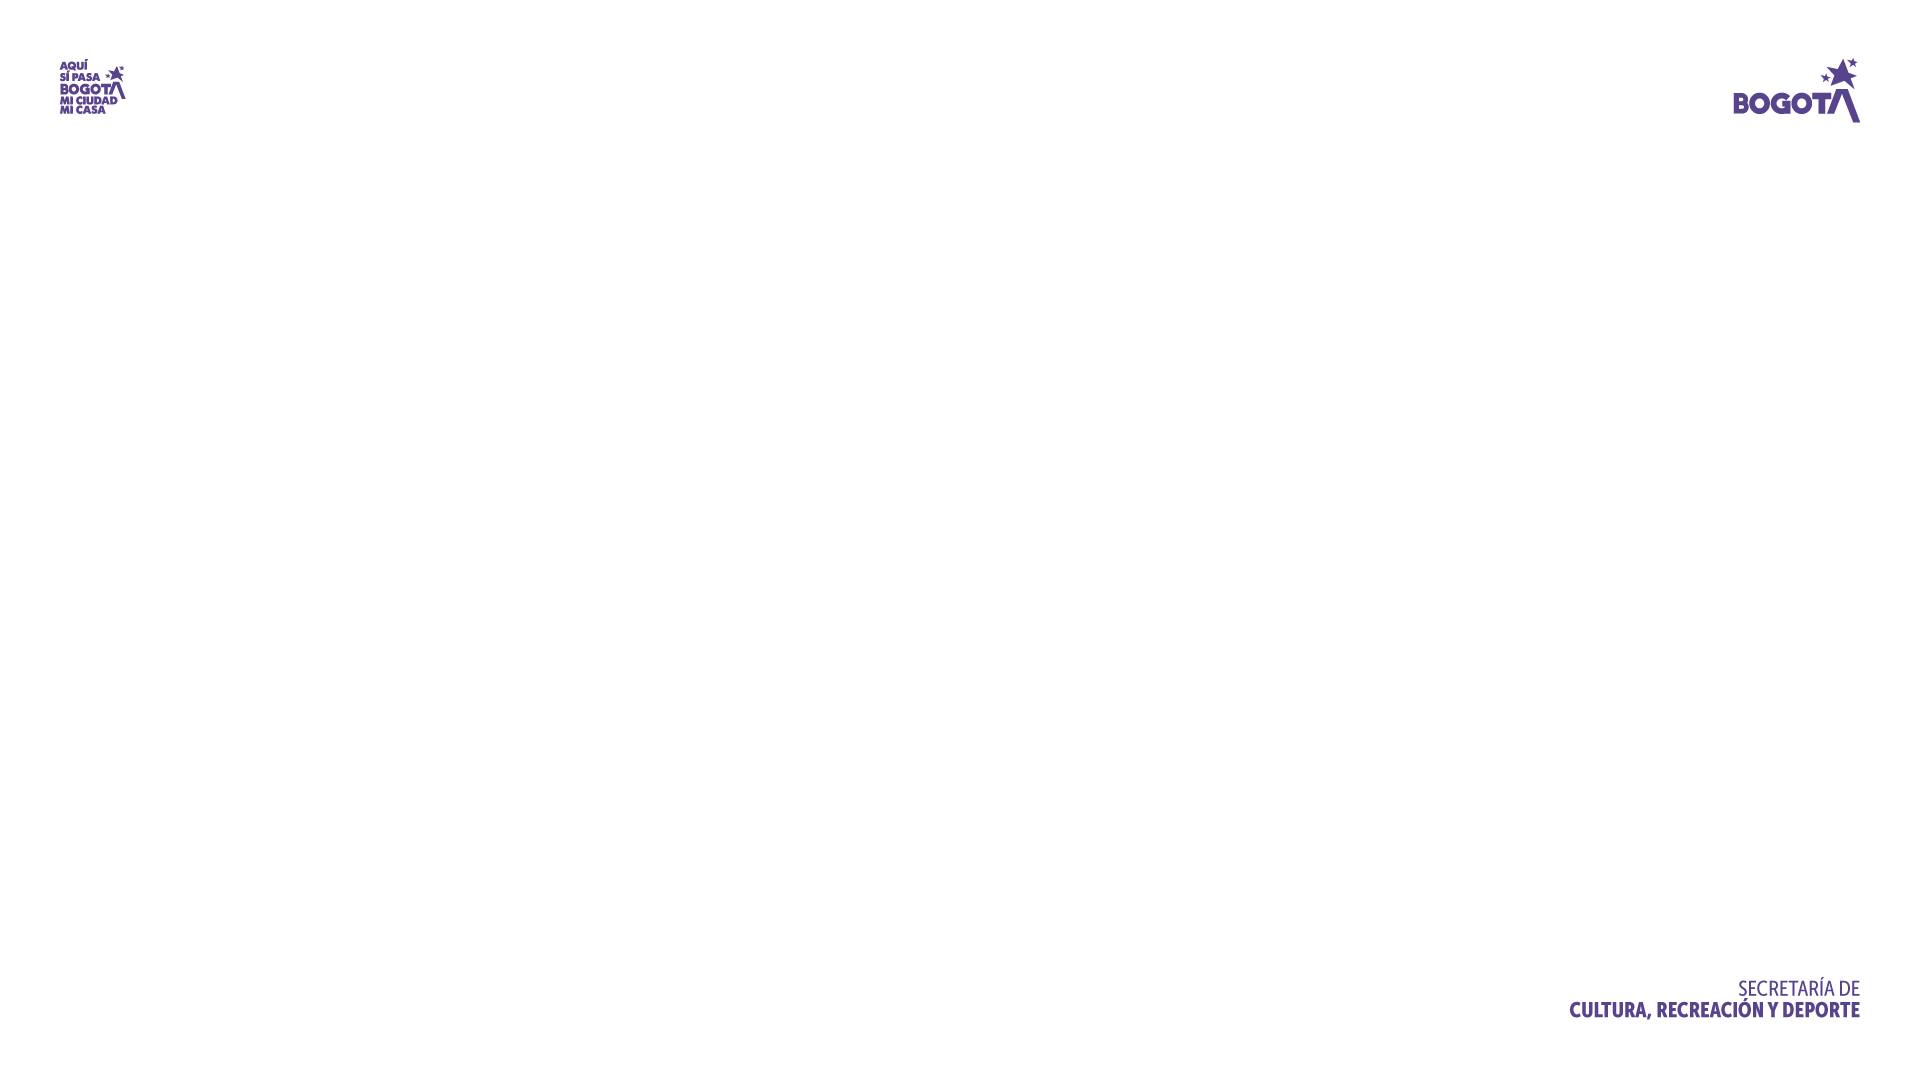 AQUÍ
SÍ PASA
BOGOTÁ
MI CIUDAD
MI CASA
BOGOTÁ
SECRETARÍA DE
CULTURA, RECREACIÓN Y DEPORTE